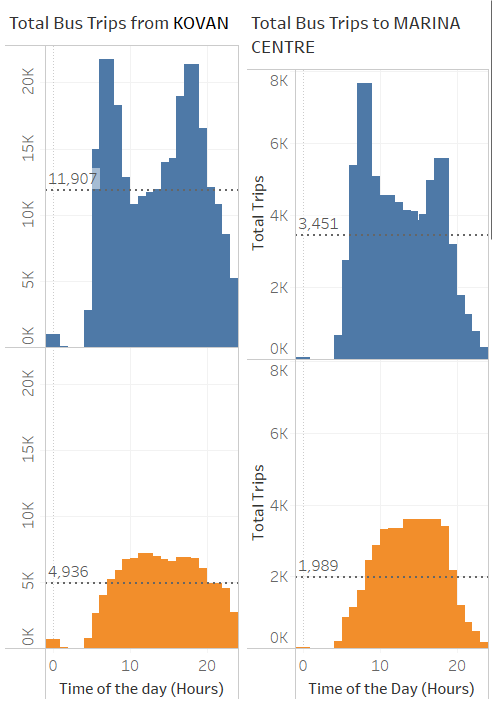 Total Bus Trips from KOVAN
20K
15K
11,907
10K
5K
0K
20K
15K
10K
4,936
5K
0K
0
10
20
Time of the day (Hours)
Total Bus Trips to MARINA
CENTRE
8K
6K
Total Trips
4K
3,451
2K
0K
8K
6K
Total Trips
4K
1,989
2K
0K
0
10
20
Time of the Day (Hours)